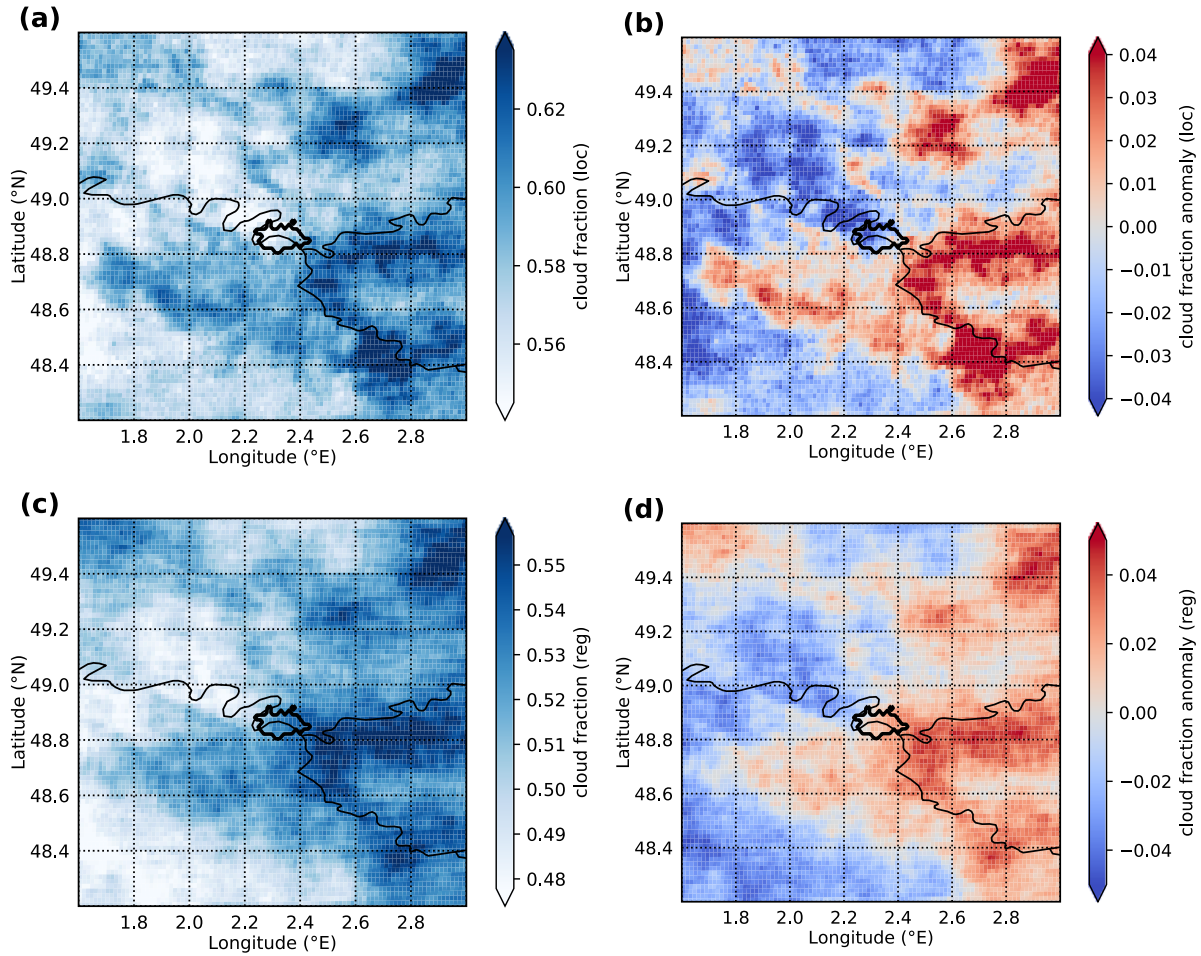 (a)
49.4
49.2
49.0
48.8
48.6
48.4
Latitude (°N)
1.8 2.0 2.2 2.4 2.6 2.8
Longitude (°E)
0.62
0.60
0.58
0.56
cloud fraction (loc)
(b)
49.4
49.2
49.0
48.8
48.6
48.4
Latitude (°N)
1.8 2.0 2.2 2.4 2.6 2.8
Longitude (°E)
0.04
0.03
0.02
0.01
0.00
−0.01
−0.02
−0.03
−0.04
cloud fraction anomaly (loc)
(c)
49.4
49.2
49.0
48.8
48.6
48.4
Latitude (°N)
1.8 2.0 2.2 2.4 2.6 2.8
Longitude (°E)
0.55
0.54
0.53
0.52
0.51
0.50
0.49
0.48
cloud fraction (reg)
(d)
49.4
49.2
49.0
48.8
48.6
48.4
Latitude (°N)
1.8 2.0 2.2 2.4 2.6 2.8
Longitude (°E)
0.04
0.02
0.00
−0.02
−0.04
cloud fraction anomaly (reg)